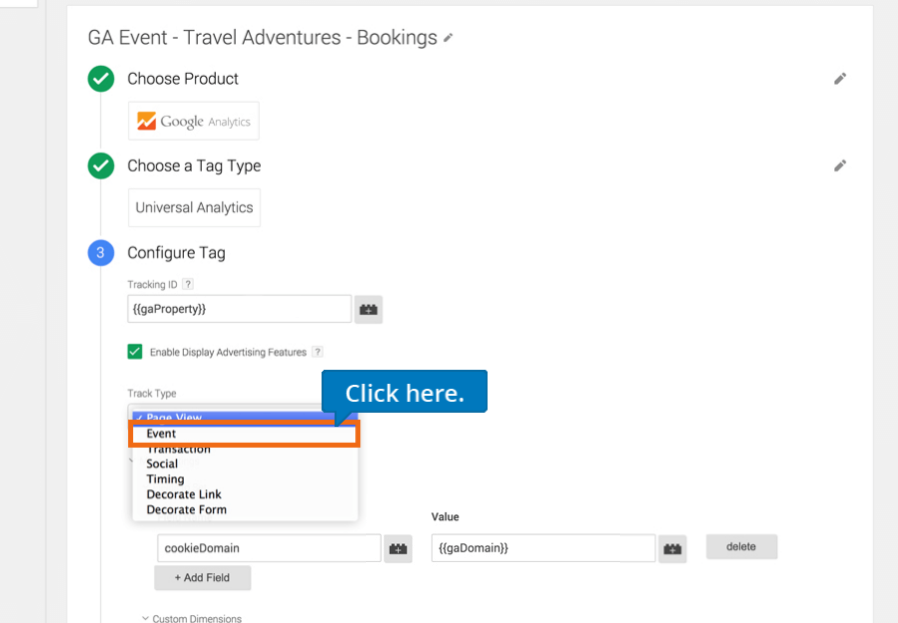 GA Event - Travel Adventures - Bookings
Choose Product
Google Analytics
Choose a Tag Type
Universal Analytics
3 Configure Tag
Tracking ID ?
{{gaProperty}}
Enable Display Advertising Features ?
Click here.
Track Type
✓ Page View
Event
Transaction
Social
Timing
Decorate Link
Decorate Form
Value
cookieDomain {{gaDomain}} delete
+ Add Field
Custom Dimensions